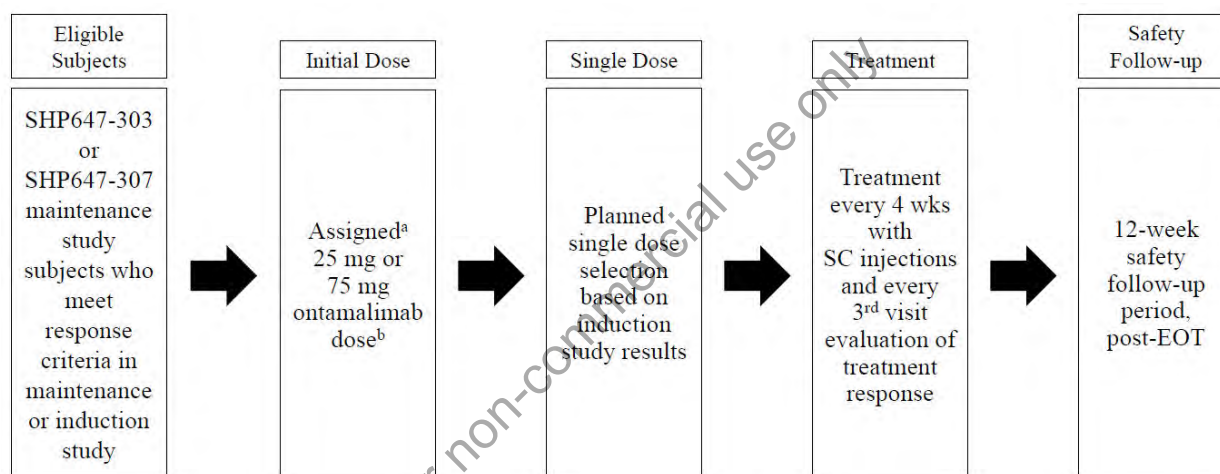 Eligible
Subjects
SHP647-303
or
SHP647-307
maintenance
study
subjects who
meet
response
criteria in
maintenance
or induction
study
Initial Dose
Assignedᵃ
25 mg or
75 mg
ontamalimab
doseᵇ
Single Dose
Planned
single dose
selection
based on
induction
study results
Treatment
Treatment
every 4 wks
with
SC injections
and every
3ʳᵈ visit
evaluation of
treatment
response
Safety
Follow-up
12-week
safety
follow-up
period,
post-EOT
non-commercial use only